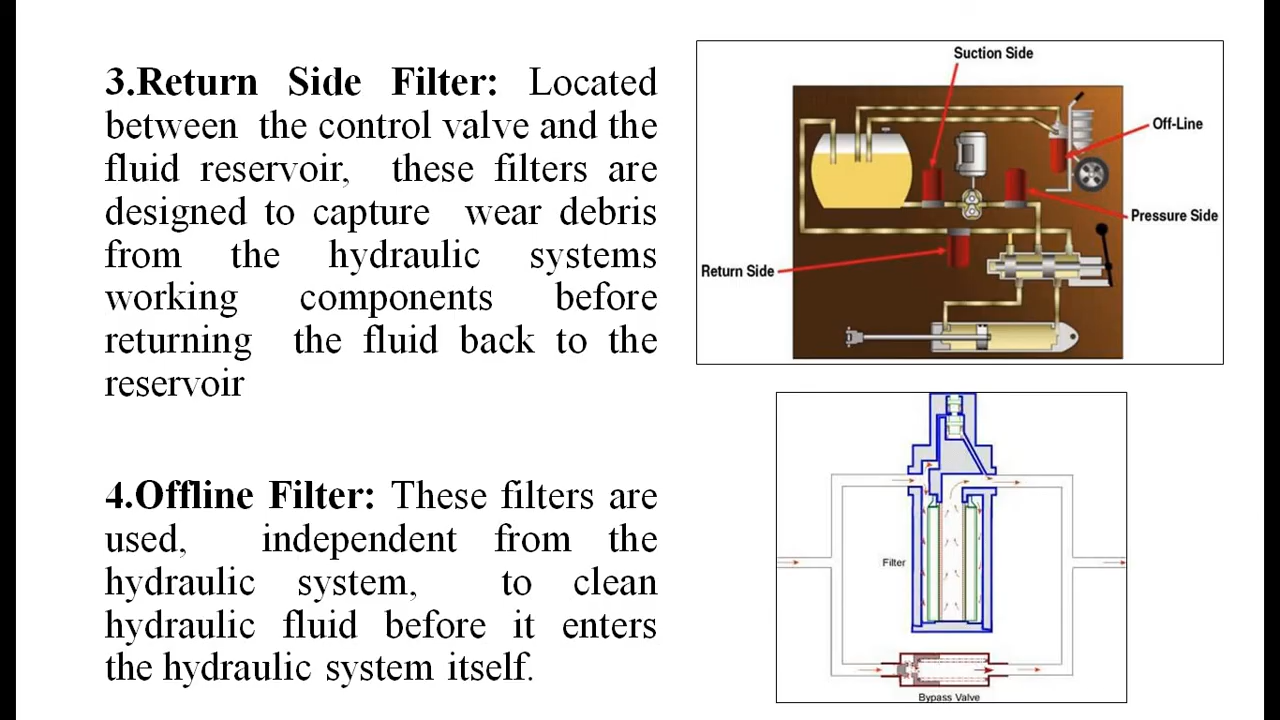 3.Return Side Filter: Located
between the control valve and the
fluid reservoir, these filters are
designed to capture wear debris
from the hydraulic systems
working components before
returning the fluid back to the
reservoir
4.Offline Filter: These filters are
used, independent from the
hydraulic system, to clean
hydraulic fluid before it enters
the hydraulic system itself.
Suction Side
Off-Line
Pressure Side
Return Side
Filter
Bypass Valve